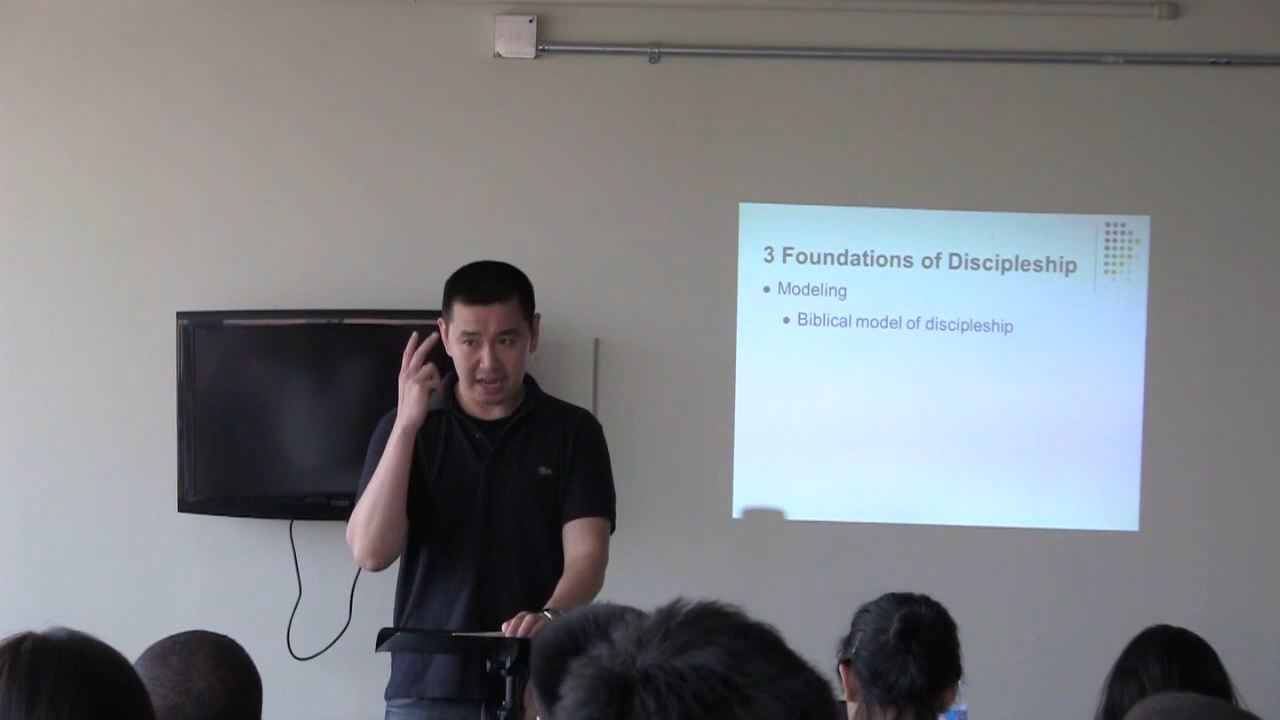 3 Foundations of Discipleship
Modeling
Biblical model of discipleship